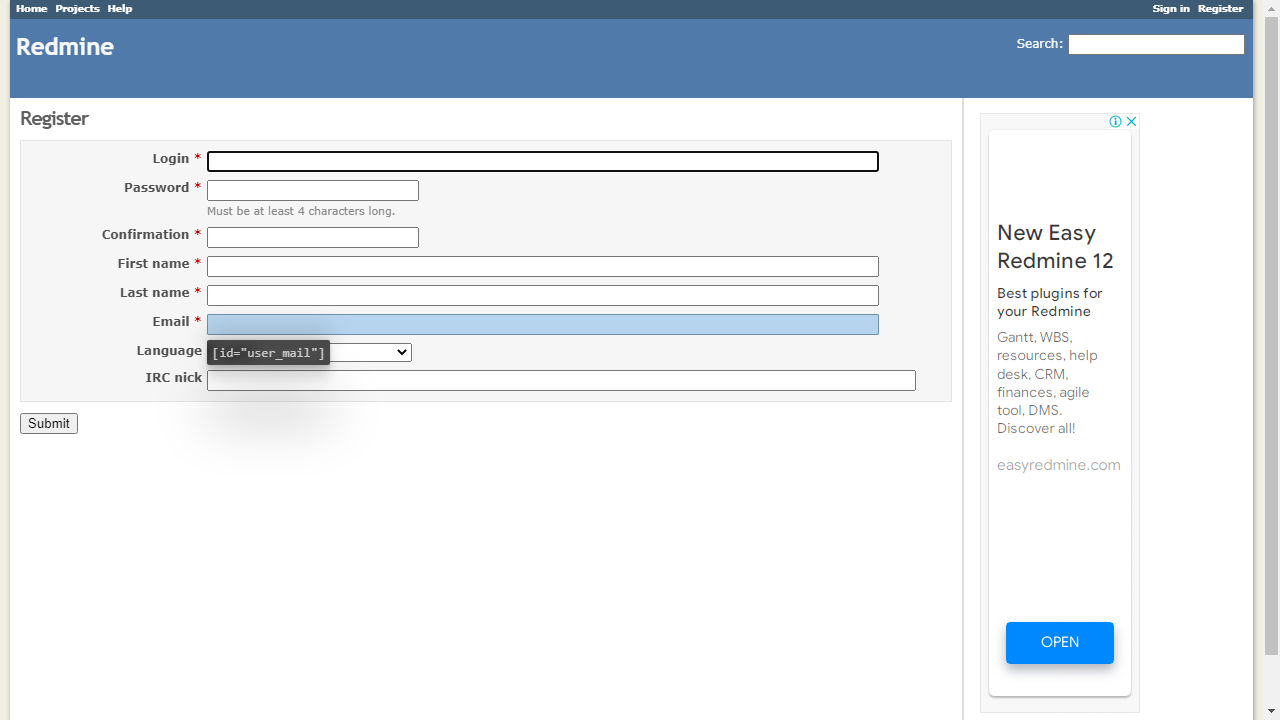 Home Projects Help Sign in Register
Redmine
Search:
Register
Login *
Password *
Must be at least 4 characters long.
Confirmation *
First name *
Last name *
Email *
Language
[id="user_mail"]
IRC nick
Submit
New Easy
Redmine 12
Best plugins for
your Redmine
Gantt, WBS,
resources, help
desk, CRM,
finances, agile
tool, DMS.
Discover all!
easyredmine.com
OPEN